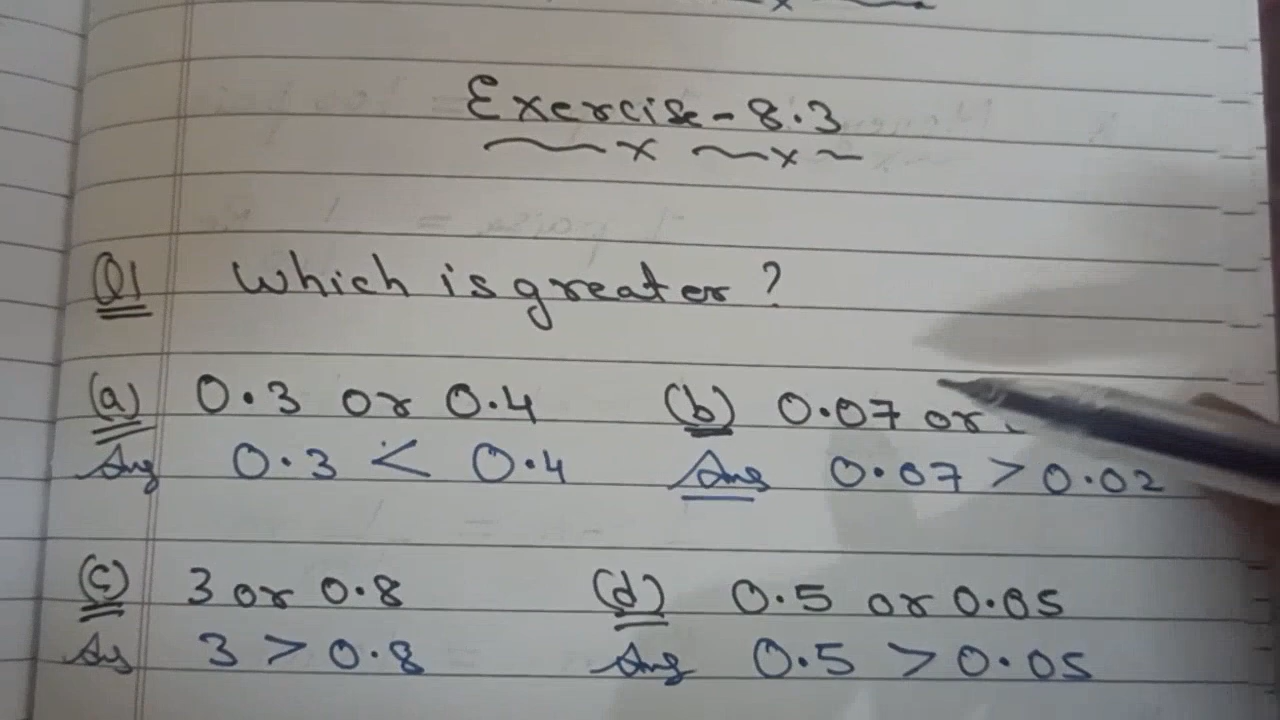 Exercise-8.3
Q1 Which is greater?
(a) 0.3 or 0.4 (b) 0.07 or
Ans 0.3 < 0.4 Ans 0.07 > 0.02
(c) 3 or 0.8 (d) 0.5 or 0.05
Ans 3 > 0.8 Ans 0.5 > 0.05